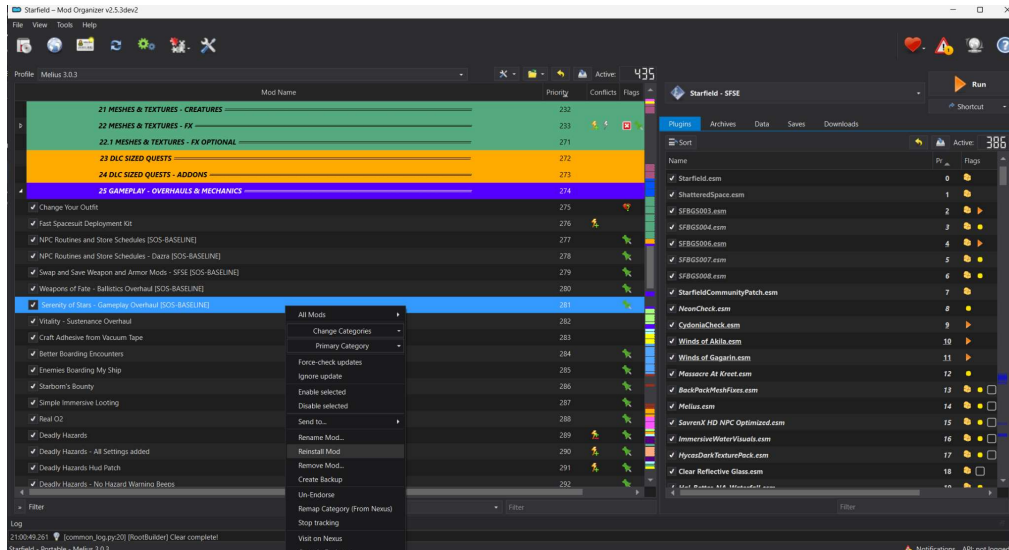 Starfield – Mod Organizer v2.5.3dev2
File View Tools Help
Profile Melius 3.0.3
Active: 435
Mod Name Priority Conflicts Flags
21 MESHES & TEXTURES - CREATURES 232
22 MESHES & TEXTURES - FX 233
22.1 MESHES & TEXTURES - FX OPTIONAL 271
23 DLC SIZED QUESTS 272
24 DLC SIZED QUESTS - ADDONS 273
25 GAMEPLAY - OVERHAULS & MECHANICS 274
Change Your Outfit 275
Fast Spacesuit Deployment Kit 276
NPC Routines and Store Schedules [SOS-BASELINE] 277
NPC Routines and Store Schedules - Dazra [SOS-BASELINE] 278
Swap and Save Weapon and Armor Mods - SFSE [SOS-BASELINE] 279
Weapons of Fate - Ballistics Overhaul [SOS-BASELINE] 280
Serenity of Stars - Gameplay Overhaul [SOS-BASELINE] 281
Vitality - Sustenance Overhaul 282
Craft Adhesive from Vacuum Tape 283
Better Boarding Encounters 284
Enemies Boarding My Ship 285
Starborn's Bounty 286
Simple Immersive Looting 287
Real O2 288
Deadly Hazards 289
Deadly Hazards - All Settings added 290
Deadly Hazards Hud Patch 291
Deadly Hazards - No Hazard Warning Beeps 292
All Mods
Change Categories
Primary Category
Force-check updates
Ignore update
Enable selected
Disable selected
Send to...
Rename Mod...
Reinstall Mod
Remove Mod...
Create Backup
Un-Endorse
Remap Category (From Nexus)
Stop tracking
Visit on Nexus
Filter
Filter
Starfield - SFSE
Run
Shortcut
Plugins Archives Data Saves Downloads
Sort
Active: 386
Name Pr Flags
Starfield.esm 0
ShatteredSpace.esm 1
SFBGS003.esm 2
SFBGS004.esm 3
SFBGS006.esm 4
SFBGS007.esm 5
SFBGS008.esm 6
StarfieldCommunityPatch.esm 7
NeonCheck.esm 8
CydoniaCheck.esm 9
Winds of Akila.esm 10
Winds of Gagarin.esm 11
Massacre At Kreet.esm 12
BackPackMeshFixes.esm 13
Melius.esm 14
SavrenX HD NPC Optimized.esm 15
ImmersiveWaterVisuals.esm 16
HycosDarkTexturePack.esm 17
Clear Reflective Glass.esm 18
Filter
Log
21:00:49.261 [common_log.py:20] [RootBuilder] Clear complete!
Starfield - Portable - Melius 3.0.3
Notifications API: not logged